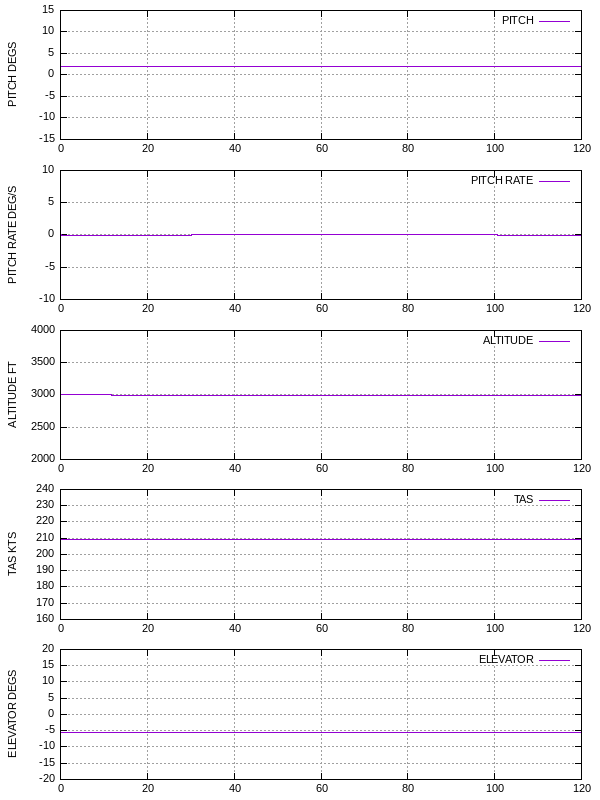 PITCH
PITCH DEGS
15
10
5
0
-5
-10
-15
0 20 40 60 80 100 120
PITCH RATE
PITCH RATE DEG/S
10
5
0
-5
-10
0 20 40 60 80 100 120
ALTITUDE
ALTITUDE FT
4000
3500
3000
2500
2000
0 20 40 60 80 100 120
TAS
TAS KTS
240
230
220
210
200
190
180
170
160
0 20 40 60 80 100 120
ELEVATOR
ELEVATOR DEGS
20
15
10
5
0
-5
-10
-15
-20
0 20 40 60 80 100 120